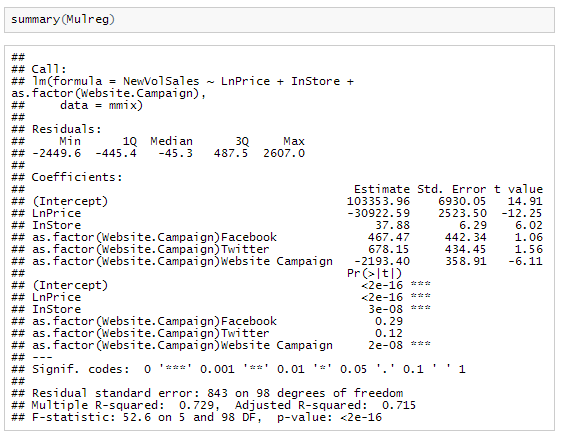 summary(Mulreg)
##
## Call:
## lm(formula = NewVolSales ~ LnPrice + InStore +
as.factor(Website.Campaign),
##     data = mmix)
##
## Residuals:
##     Min      1Q  Median      3Q     Max
## -2449.6  -445.4   -45.3   487.5  2607.0
##
## Coefficients:
##                                              Estimate Std. Error t value
## (Intercept)                                 103353.96    6930.05   14.91
## LnPrice                                     -30922.59    2523.50  -12.25
## InStore                                         37.88       6.29    6.02
## as.factor(Website.Campaign)Facebook            467.47     442.34    1.06
## as.factor(Website.Campaign)Twitter             678.15     434.45    1.56
## as.factor(Website.Campaign)Website Campaign  -2193.40     358.91   -6.11
##                                             Pr(>|t|)
## (Intercept)                                   <2e-16 ***
## LnPrice                                       <2e-16 ***
## InStore                                        3e-08 ***
## as.factor(Website.Campaign)Facebook             0.29
## as.factor(Website.Campaign)Twitter              0.12
## as.factor(Website.Campaign)Website Campaign    2e-08 ***
## ---
## Signif. codes:  0 '***' 0.001 '**' 0.01 '*' 0.05 '.' 0.1 ' ' 1
##
## Residual standard error: 843 on 98 degrees of freedom
## Multiple R-squared:  0.729,  Adjusted R-squared:  0.715
## F-statistic: 52.6 on 5 and 98 DF,  p-value: <2e-16